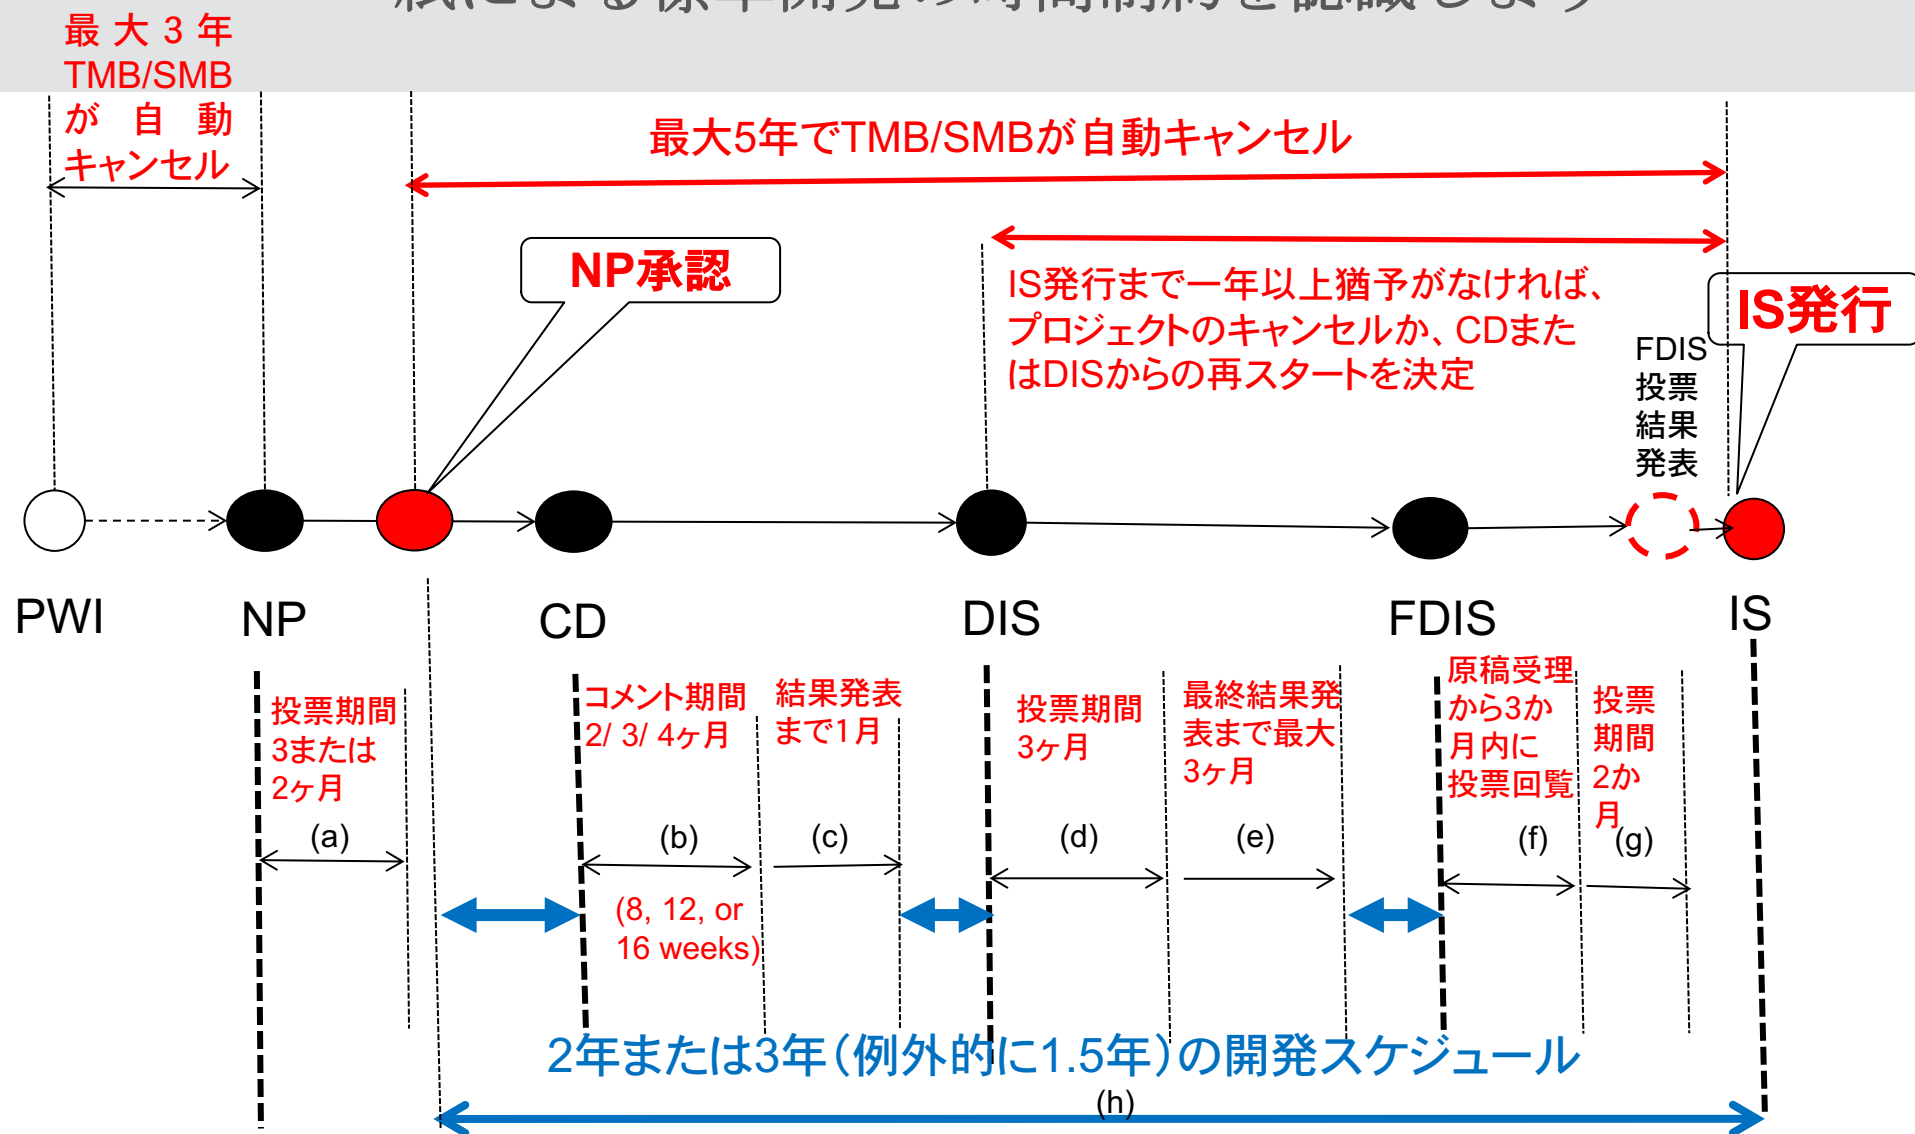 最大3年
TMB/SMB
が自動
キャンセル
最大5年でTMB/SMBが自動キャンセル
NP承認
IS発行まで一年以上猶予がなければ、
プロジェクトのキャンセルか、CDまた
はDISからの再スタートを決定
IS発行
FDIS
投票
結果
発表
PWI
NP
CD
DIS
FDIS
IS
投票期間
3または
2ヶ月
(a)
コメント期間
2/ 3/ 4ヶ月
(b)
(8, 12, or
16 weeks)
結果発表
まで1月
(c)
投票期間
3ヶ月
(d)
最終結果発
表まで最大
3ヶ月
(e)
原稿受理
から3か
月内に
投票回覧
(f)
投票
期間
2か
月
(g)
2年または3年(例外的に1.5年)の開発スケジュール
(h)